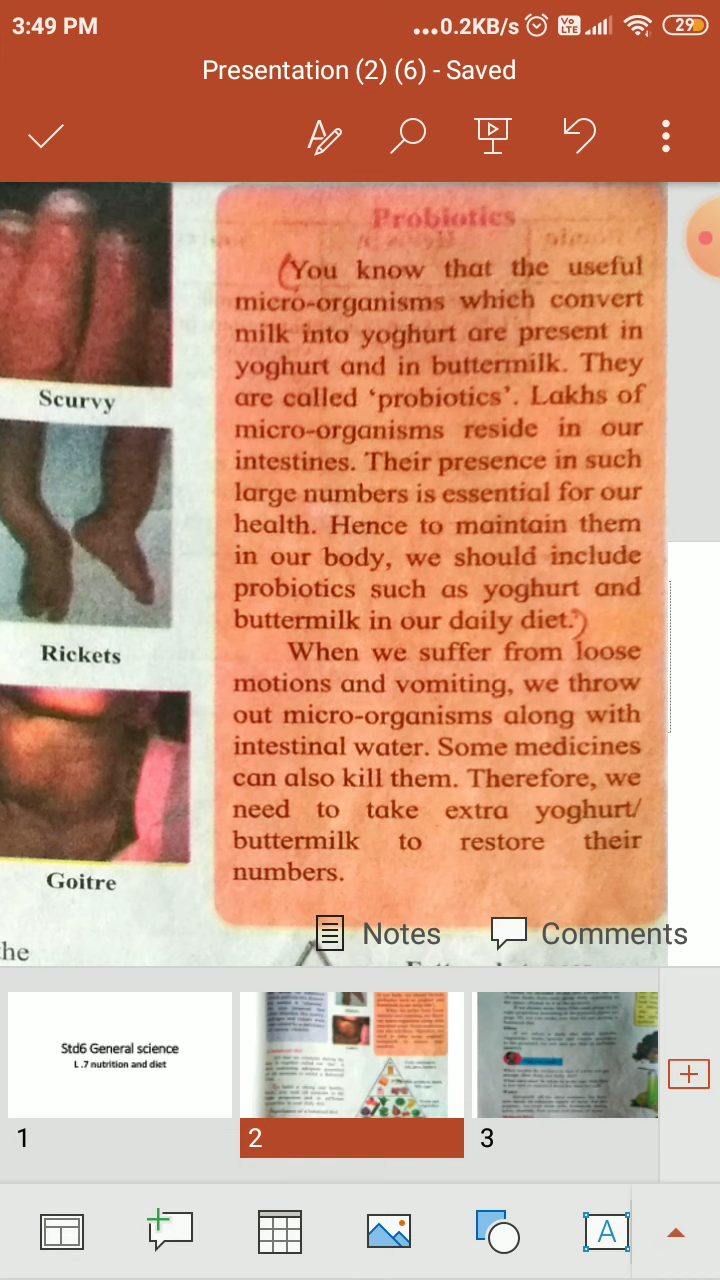 3:49 PM
...0.2KB/s Vo LTE 29
Presentation (2) (6) - Saved
Probiotics
You know that the useful
micro-organisms which convert
milk into yoghurt are present in
yoghurt and in buttermilk. They
are called ‘probiotics’. Lakhs of
micro-organisms reside in our
intestines. Their presence in such
large numbers is essential for our
health. Hence to maintain them
in our body, we should include
probiotics such as yoghurt and
buttermilk in our daily diet.
When we suffer from loose
motions and vomiting, we throw
out micro-organisms along with
intestinal water. Some medicines
can also kill them. Therefore, we
need to take extra yoghurt/
buttermilk to restore their
numbers.
Scurvy
Rickets
Goitre
the
Notes
Comments
Std6 General science
L .7 nutrition and diet
1
2
3
A